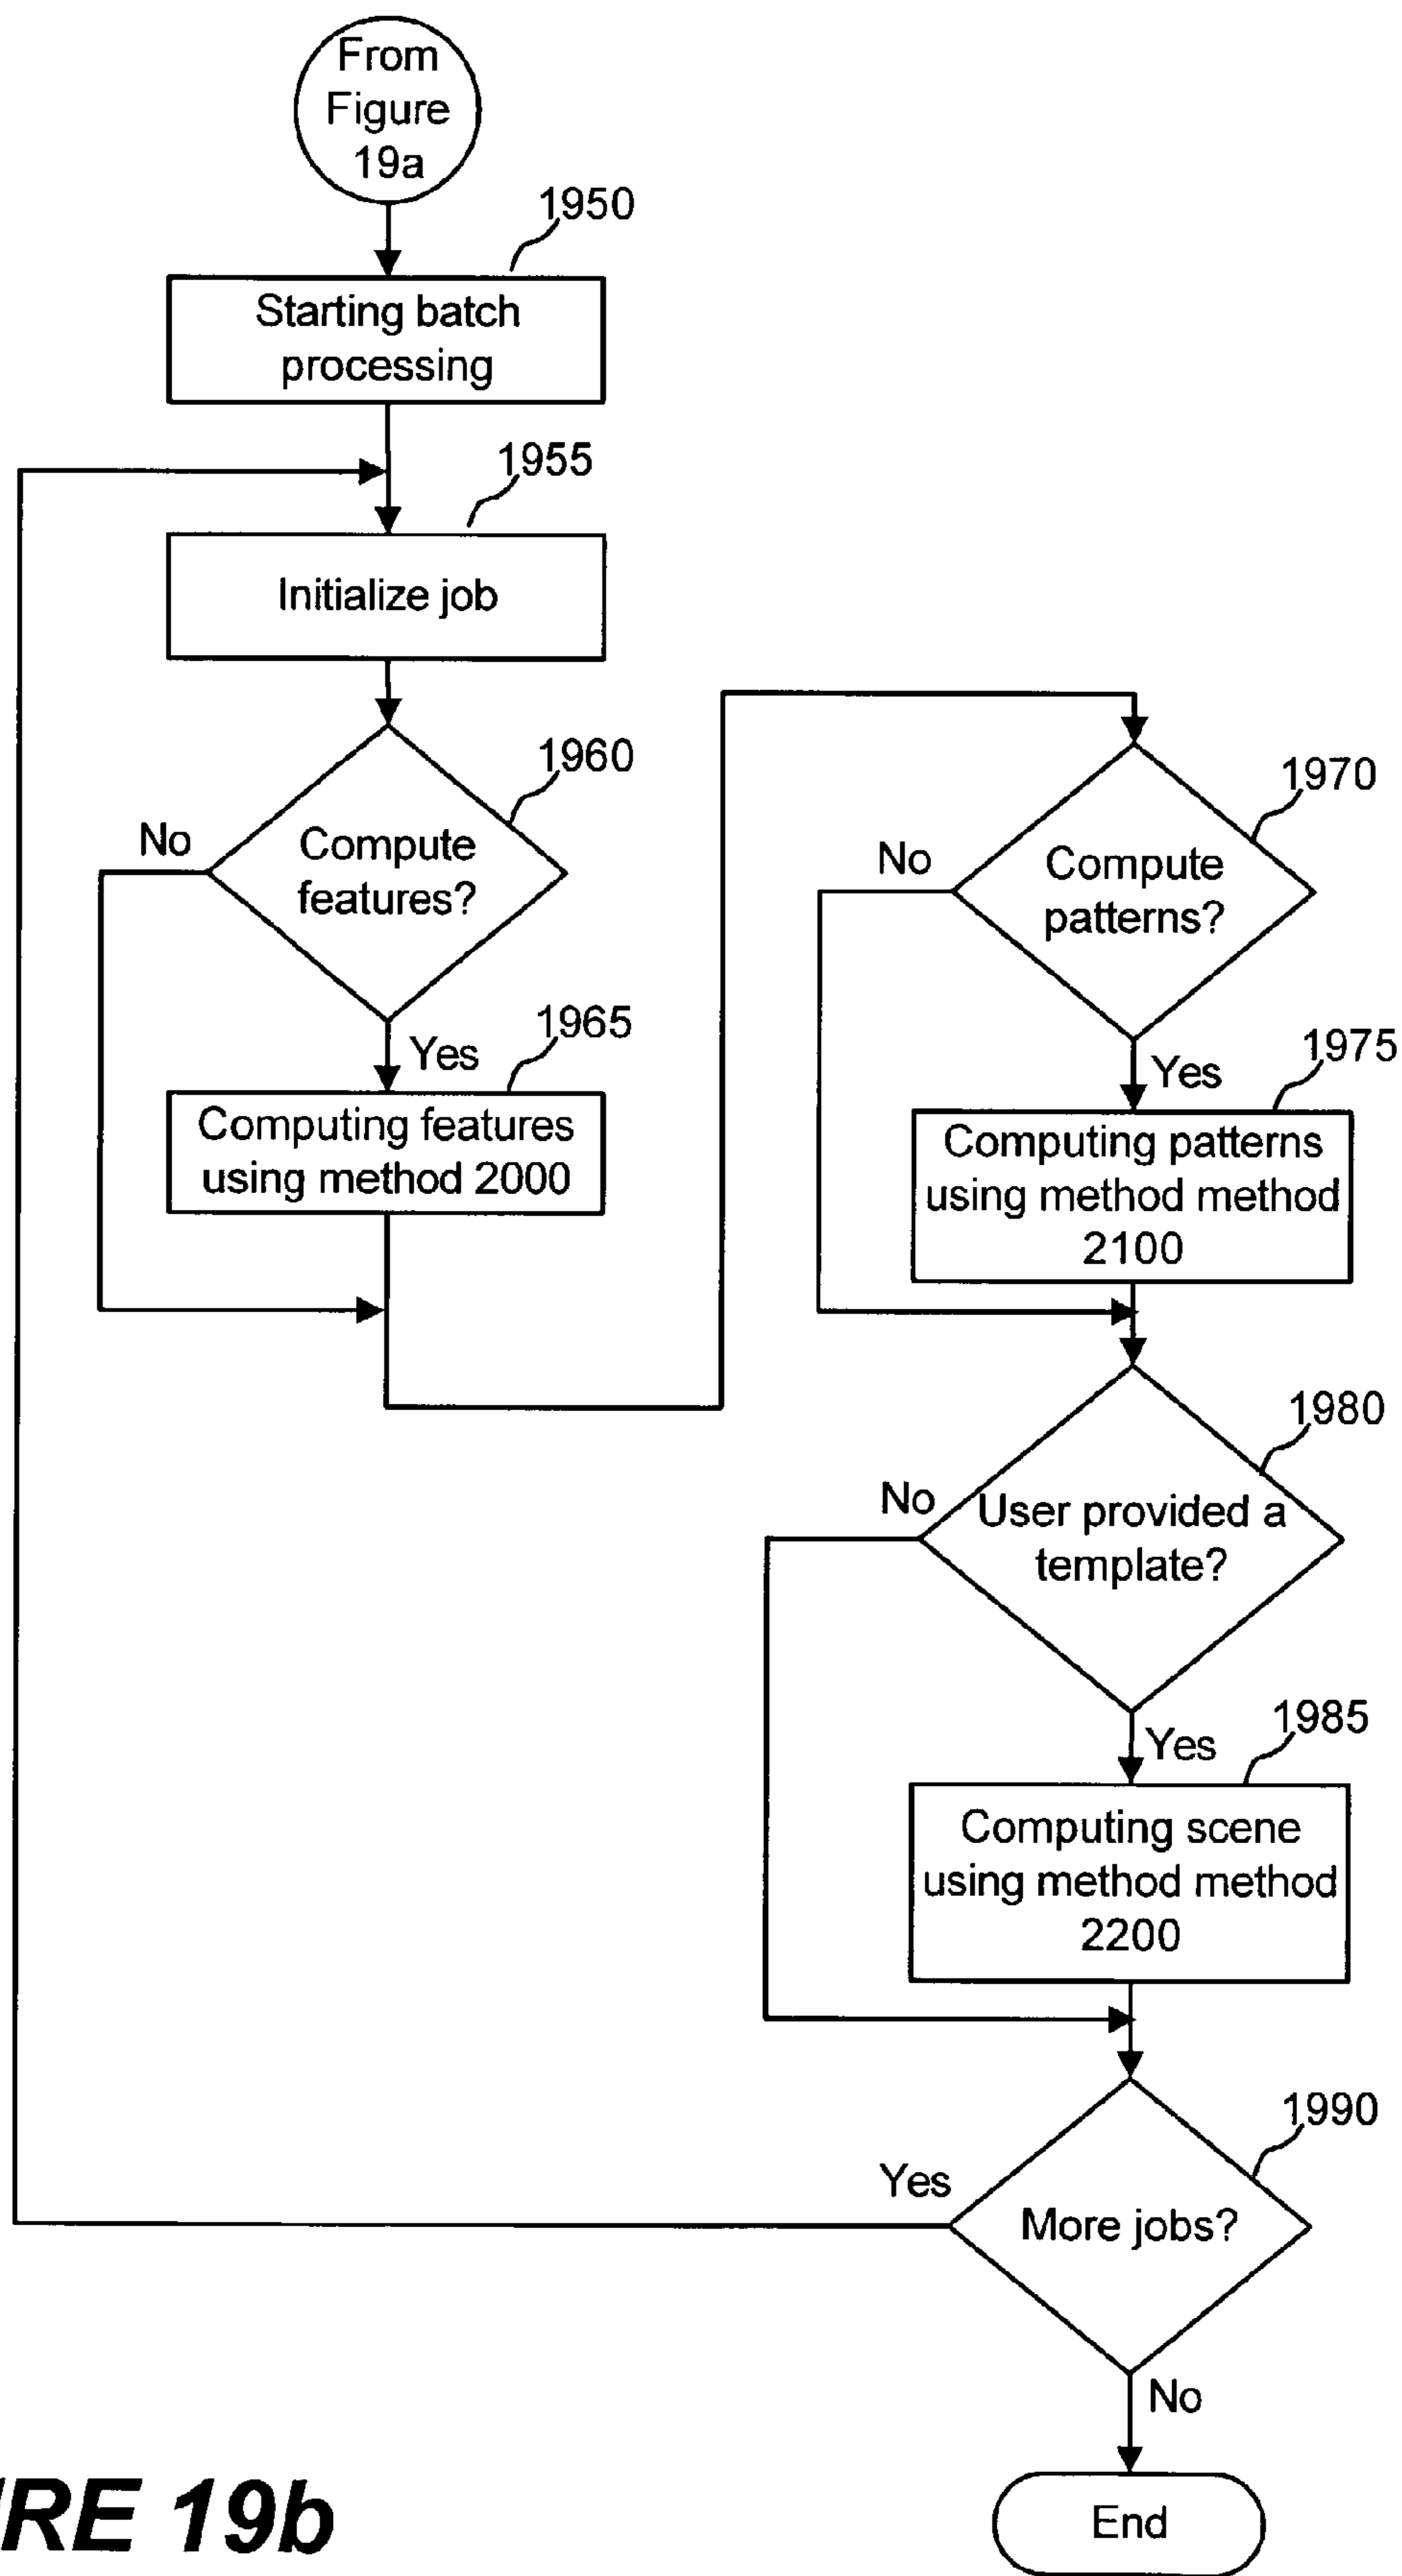 From
Figure
19a
1950
Starting batch
processing
1955
Initialize job
1960
No
Compute
features?
Yes
1965
Computing features
using method 2000
1970
No
Compute
patterns?
Yes
1975
Computing patterns
using method method
2100
1980
No
User provided a
template?
Yes
1985
Computing scene
using method method
2200
1990
Yes
More jobs?
No
End
RE 19b